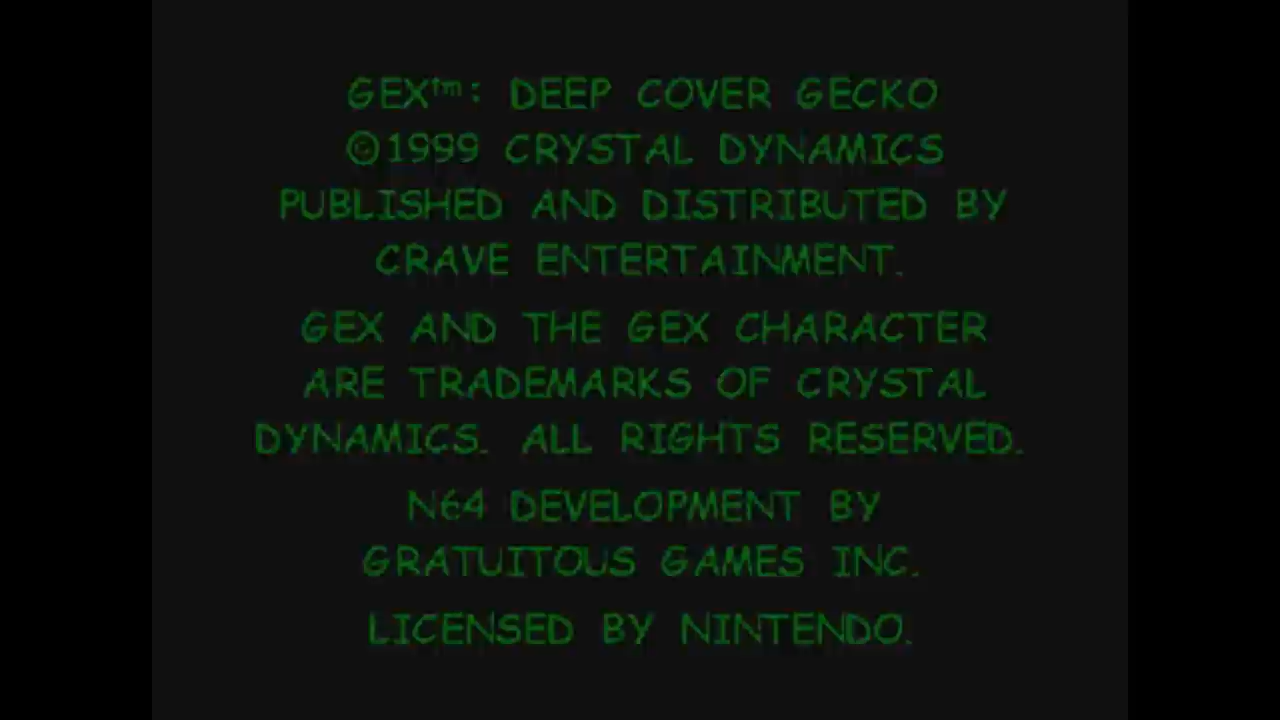 GEX™: DEEP COVER GECKO
©1999 CRYSTAL DYNAMICS
PUBLISHED AND DISTRIBUTED BY
CRAVE ENTERTAINMENT.
GEX AND THE GEX CHARACTER
ARE TRADEMARKS OF CRYSTAL
DYNAMICS. ALL RIGHTS RESERVED.
N64 DEVELOPMENT BY
GRATUITOUS GAMES INC.
LICENSED BY NINTENDO.